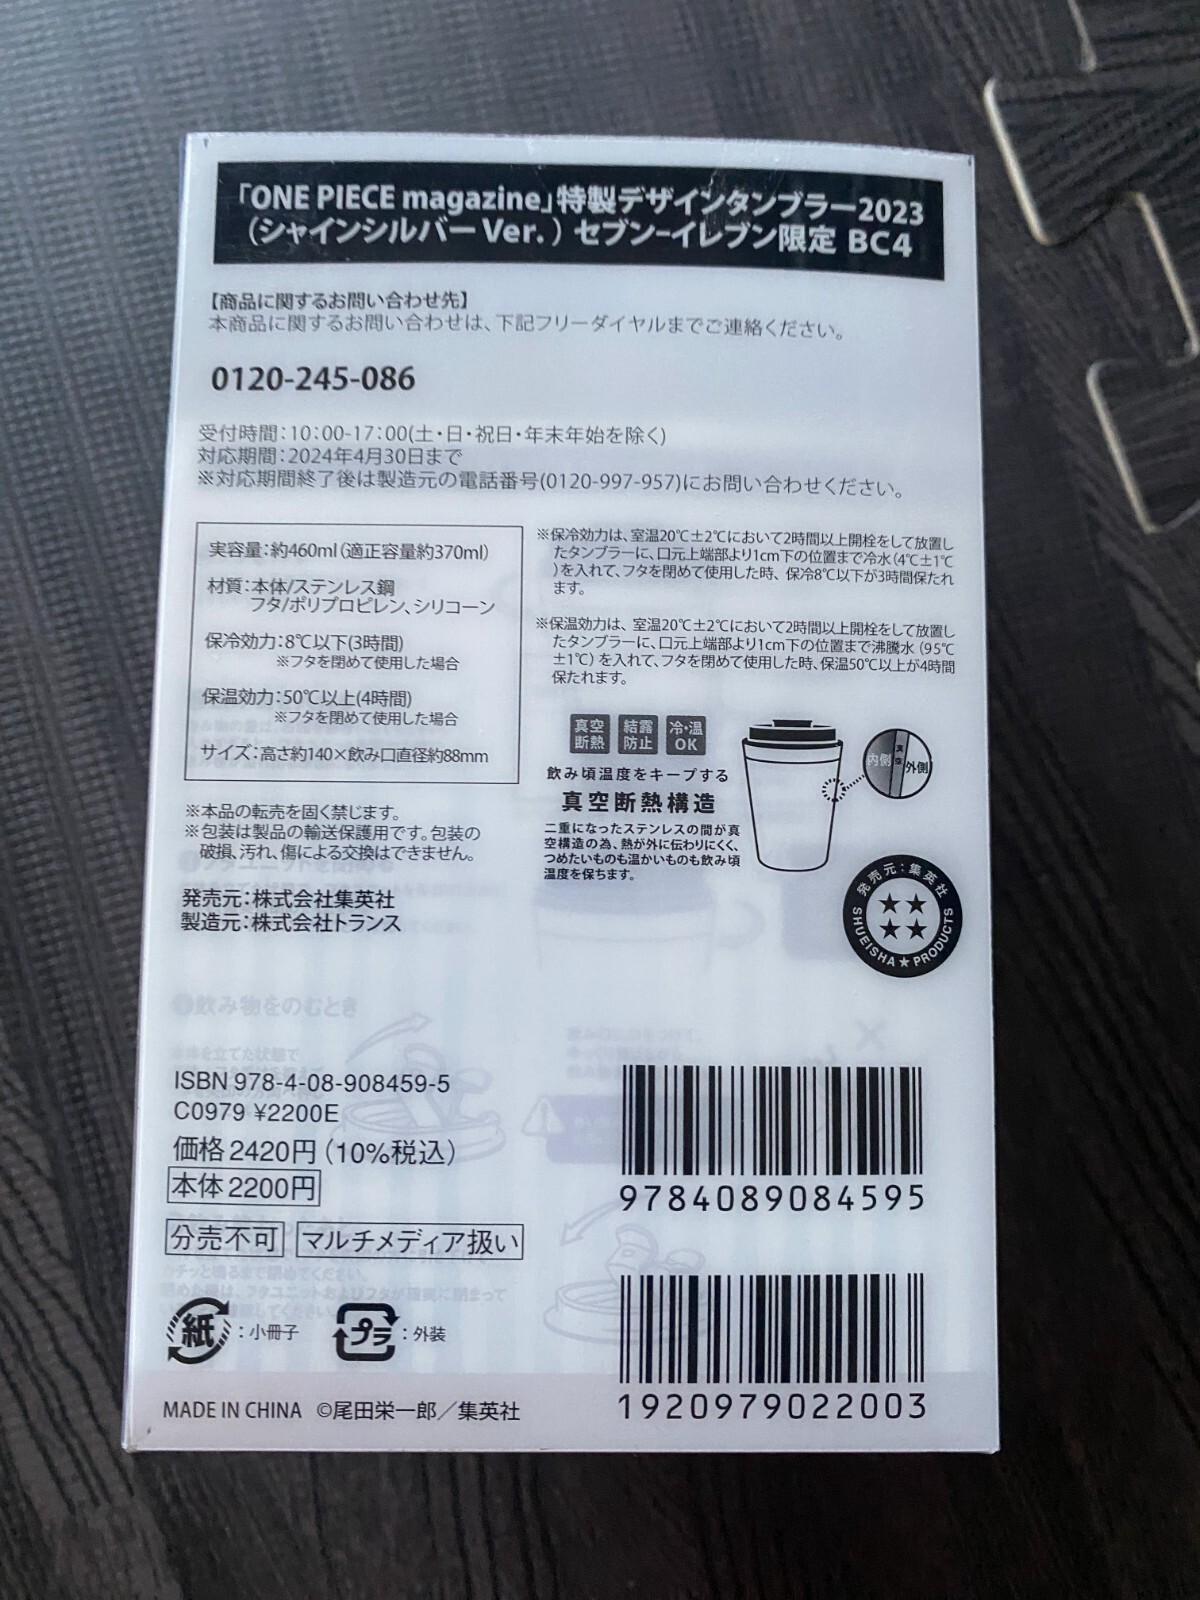 「ONE PIECE magazine」特製デザインタンブラー2023
（シャインシルバー Ver. ）セブン-イレブン限定 BC4
【商品に関するお問い合わせ先】
本商品に関するお問い合わせは、下記フリーダイヤルまでご連絡ください。
0120-245-086
受付時間：10：00-17：00(土・日・祝日・年末年始を除く)
対応期間：2024年4月30日まで
※対応期間終了後は製造元の電話番号(0120-997-957)にお問い合わせください。
実容量：約460ml（適正容量約370ml）
材質：本体/ステンレス鋼
フタ/ポリプロピレン、シリコーン
保冷効力：8℃以下(3時間)
※フタを閉めて使用した場合
保温効力：50℃以上(4時間)
※フタを閉めて使用した場合
サイズ：高さ約140×飲み口直径約88mm
※保冷効力は、室温20℃±2℃において2時間以上開栓をして放置し
たタンブラーに、口元上端部より1cm下の位置まで冷水（4℃±1℃
）を入れて、フタを閉めて使用した時、保冷8℃以下が3時間保たれ
ます。
※保温効力は、室温20℃±2℃において2時間以上開栓をして放置し
たタンブラーに、口元上端部より1cm下の位置まで沸騰水（95℃
±1℃）を入れて、フタを閉めて使用した時、保温50℃以上が4時間
保たれます。
真空断熱
結露防止
冷・温OK
飲み頃温度をキープする
真空断熱構造
二重になったステンレスの間が真
空構造の為、熱が外に伝わりにくく、
つめたいものも温かいものも飲み頃
温度を保ちます。
内側 真空 外側
※本品の転売を固く禁じます。
※包装は製品の輸送保護用です。包装の
破損、汚れ、傷による交換はできません。
発売元：株式会社集英社
製造元：株式会社トランス
発売元：集英社
SHUEISHA★PRODUCTS
❶フタユニットを閉める
飲み物をのむとき
本体を立てた状態で
ISBN 978-4-08-908459-5
C0979 ¥2200E
価格 2420円（10%税込）
本体 2200円
分売不可 マルチメディア扱い
9784089084595
紙：小冊子 プラ：外装
1920979022003
MADE IN CHINA ©尾田栄一郎／集英社